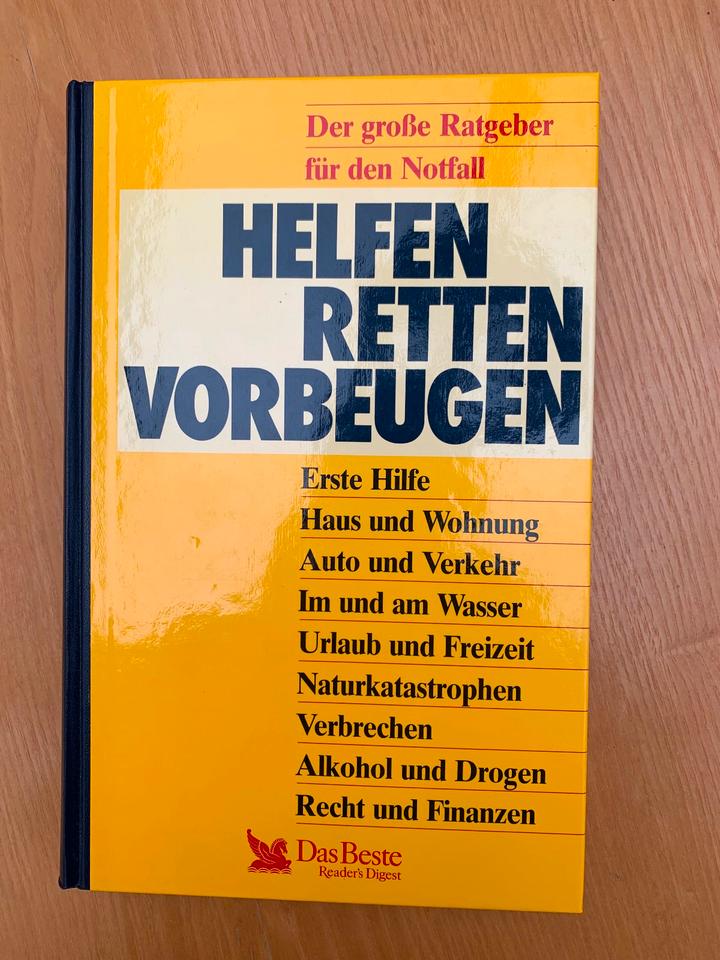 Der große Ratgeber
für den Notfall
HELFEN
RETTEN
VORBEUGEN
Erste Hilfe
Haus und Wohnung
Auto und Verkehr
Im und am Wasser
Urlaub und Freizeit
Naturkatastrophen
Verbrechen
Alkohol und Drogen
Recht und Finanzen
Das Beste
Reader's Digest